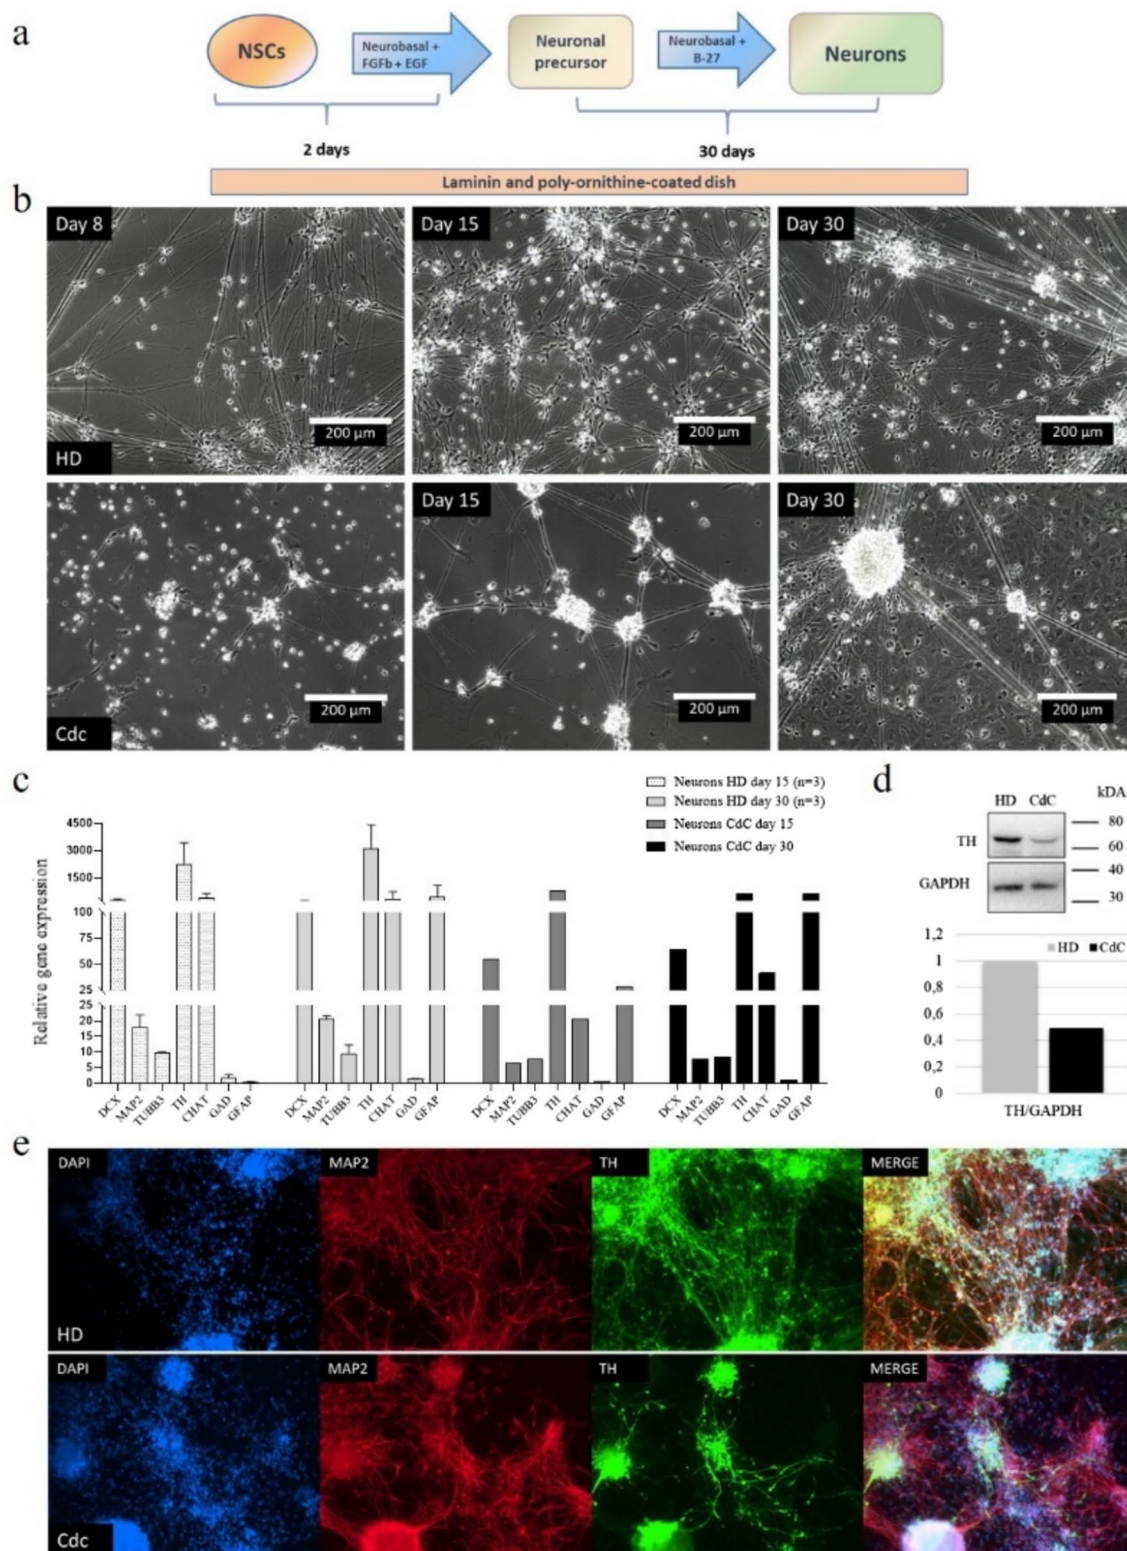 a
NSCs
Neurobasal +
FGFb + EGF
Neuronal
precursor
Neurobasal +
B-27
Neurons
2 days
30 days
Laminin and poly-ornithine-coated dish
b
Day 8
200 µm
HD
Day 15
200 µm
Day 30
200 µm
200 µm
Cdc
Day 15
200 µm
Day 30
200 µm
c
Relative gene expression
4500
3000
1500
100
75
50
25
25
20
15
10
5
0
DCX
MAP2
TUBB3
TH
CHAT
GAD
GFAP
DCX
MAP2
TUBB3
TH
CHAT
GAD
GFAP
DCX
MAP2
TUBB3
TH
CHAT
GAD
GFAP
DCX
MAP2
TUBB3
TH
CHAT
GAD
GFAP
Neurons HD day 15 (n=3)
Neurons HD day 30 (n=3)
Neurons CdC day 15
Neurons CdC day 30
d
HD CdC kDA
TH
80
60
GAPDH
40
30
1,2
1
0,8
0,6
0,4
0,2
0
HD CdC
TH/GAPDH
e
DAPI
HD
MAP2
TH
MERGE
DAPI
Cdc
MAP2
TH
MERGE